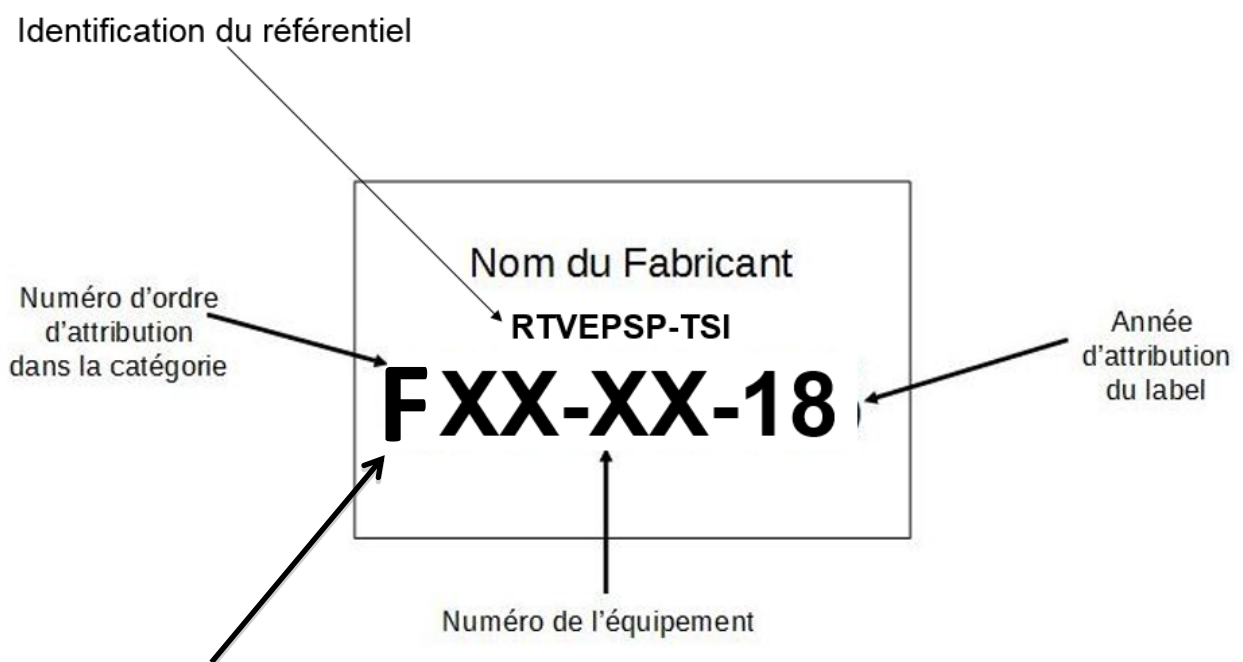 Identification du référentiel
Nom du Fabricant
RTVEPSP-TSI
Numéro d'ordre
d'attribution
dans la catégorie
FXX-XX-18
Année
d'attribution
du label
Numéro de l'équipement